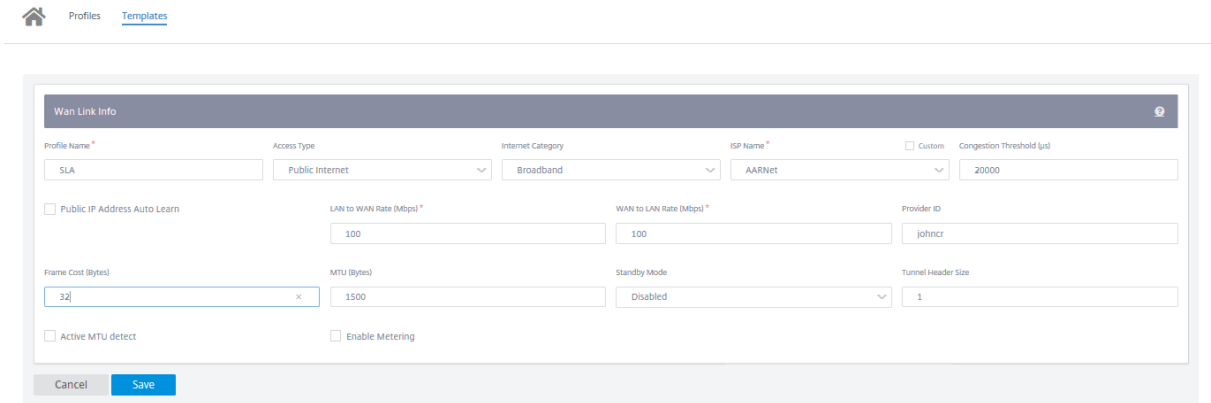 Profiles Templates
Wan Link Info
Profile Name * Access Type Internet Category ISP Name * Custom Congestion Threshold (µs)
SLA Public Internet Broadband AARNet 20000
Public IP Address Auto Learn LAN to WAN Rate (Mbps) * WAN to LAN Rate (Mbps) * Provider ID
100 100 johncr
Frame Cost (Bytes) MTU (Bytes) Standby Mode Tunnel Header Size
32 × 1500 Disabled 1
Active MTU detect Enable Metering
Cancel Save